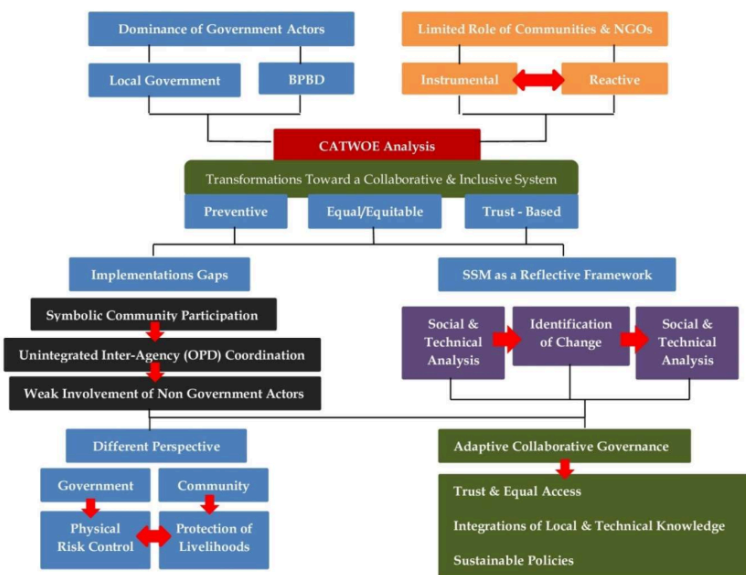 Dominance of Government Actors
Limited Role of Communities & NGOs
Local Government
BPBD
Instrumental
Reactive
CATWOE Analysis
Transformations Toward a Collaborative & Inclusive System
Preventive
Equal/Equitable
Trust - Based
Implementations Gaps
SSM as a Reflective Framework
Symbolic Community Participation
Unintegrated Inter-Agency (OPD) Coordination
Weak Involvement of Non Government Actors
Social &
Technical
Analysis
Identification
of Change
Social &
Technical
Analysis
Different Perspective
Adaptive Collaborative Governance
Government
Community
Physical
Risk Control
Protection of
Livelihoods
Trust & Equal Access
Integrations of Local & Technical Knowledge
Sustainable Policies